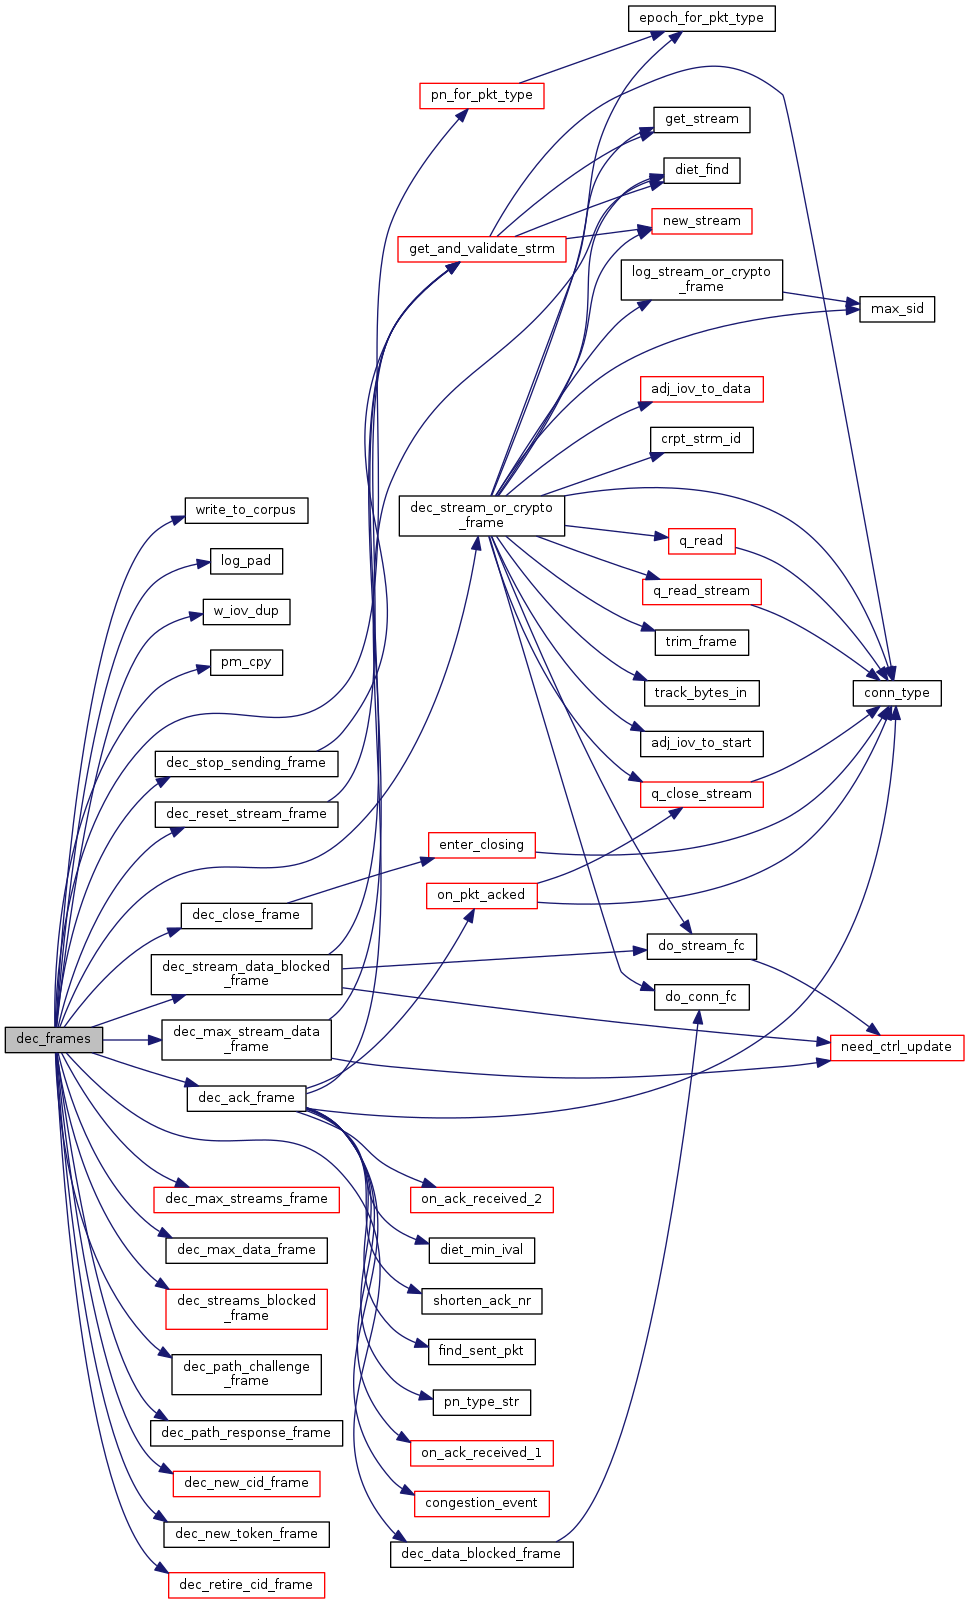 epoch_for_pkt_type
pn_for_pkt_type
get_stream
diet_find
new_stream
get_and_validate_strm
log_stream_or_crypto
_frame
max_sid
adj_iov_to_data
crpt_strm_id
dec_stream_or_crypto
_frame
write_to_corpus
q_read
log_pad
q_read_stream
w_iov_dup
trim_frame
pm_cpy
track_bytes_in
conn_type
adj_iov_to_start
dec_stop_sending_frame
q_close_stream
dec_reset_stream_frame
enter_closing
on_pkt_acked
dec_close_frame
do_stream_fc
dec_stream_data_blocked
_frame
do_conn_fc
dec_frames
dec_max_stream_data
_frame
need_ctrl_update
dec_ack_frame
dec_max_streams_frame
on_ack_received_2
dec_max_data_frame
diet_min_ival
dec_streams_blocked
_frame
shorten_ack_nr
find_sent_pkt
dec_path_challenge
_frame
pn_type_str
dec_path_response_frame
on_ack_received_1
dec_new_cid_frame
congestion_event
dec_new_token_frame
dec_data_blocked_frame
dec_retire_cid_frame